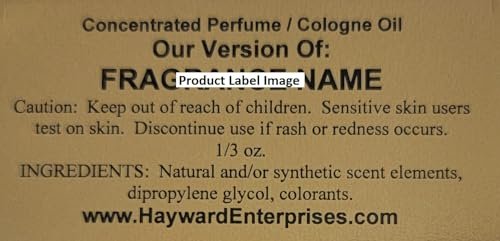 Concentrated Perfume / Cologne Oil
Our Version Of:
FRAGRANCE NAME
Product Label Image
Caution: Keep out of reach of children. Sensitive skin users
test on skin. Discontinue use if rash or redness occurs.
1/3 oz.
INGREDIENTS: Natural and/or synthetic scent elements,
dipropylene glycol, colorants.
www.HaywardEnterprises.com